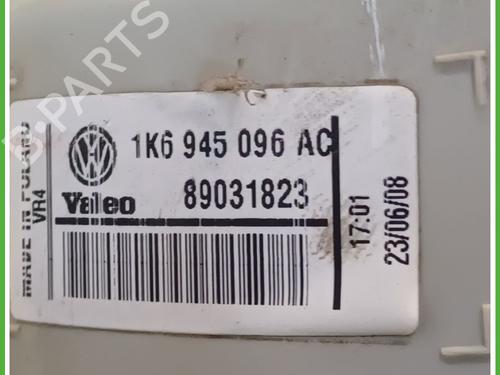 B-PARTS
MADE IN POLAND
VR4
1K6 945 096 AC
Valeo
89031823
17:01
23/06/08